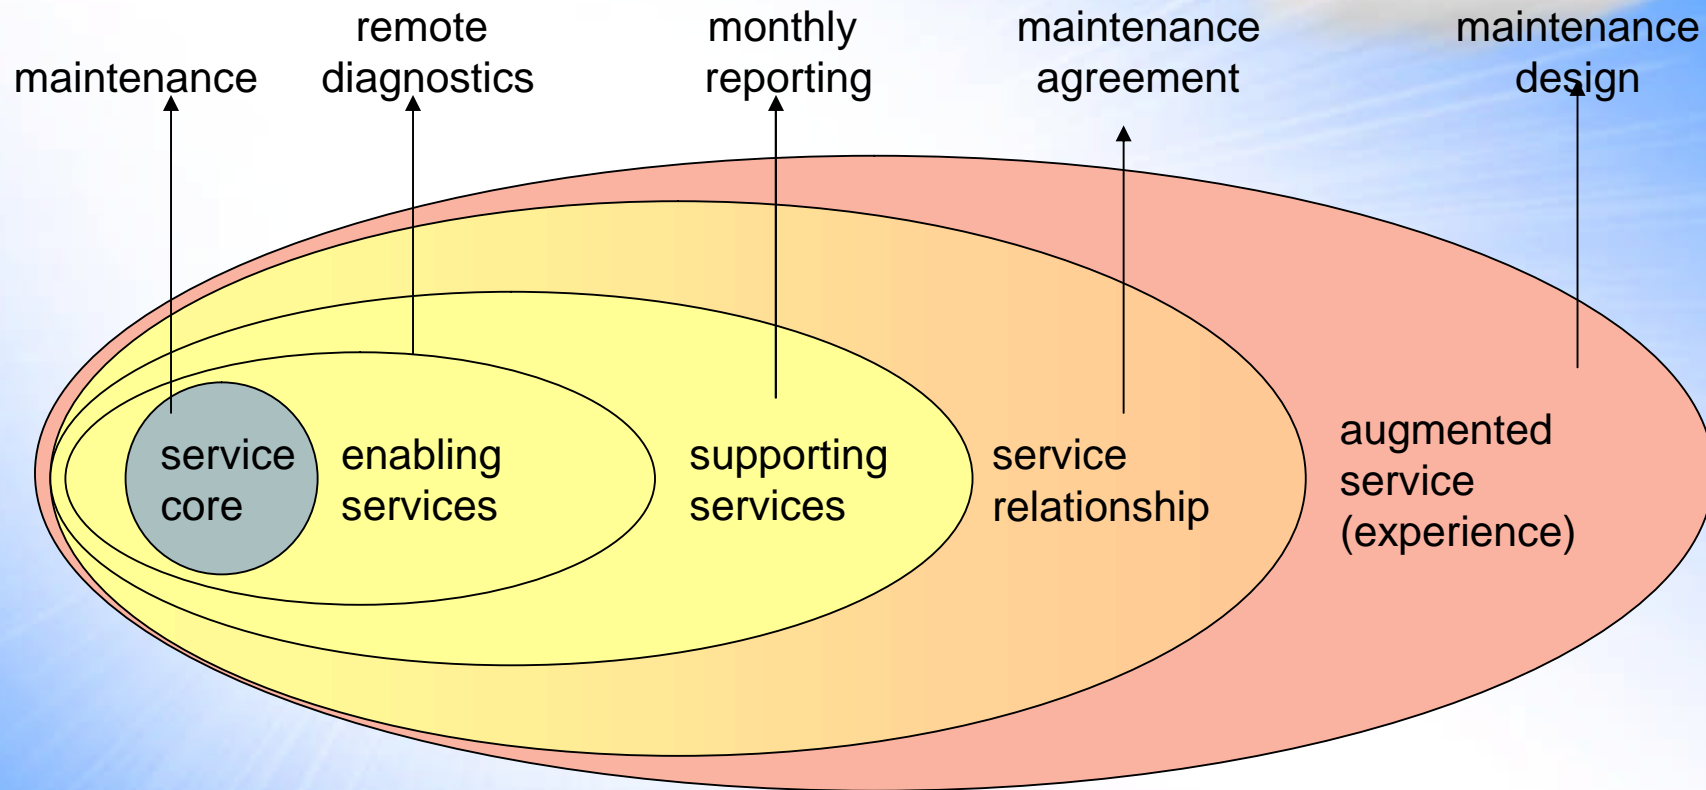 maintenance
remote
diagnostics
monthly
reporting
maintenance
agreement
maintenance
design
service
core
enabling
services
supporting
services
service
relationship
augmented
service
(experience)